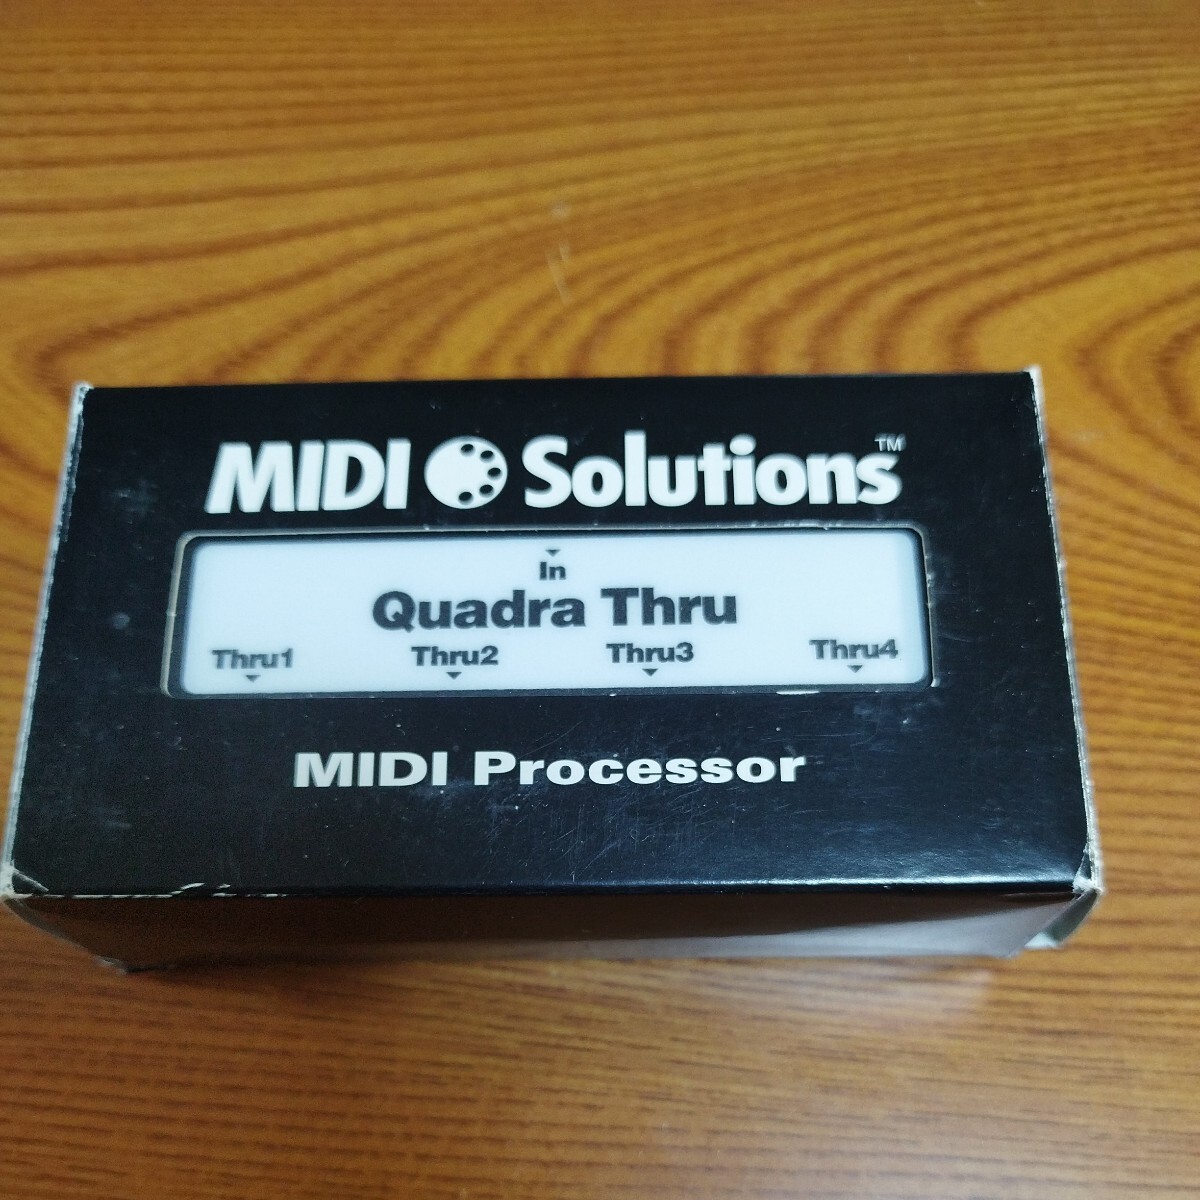 MIDI Solutions™
In
Quadra Thru
Thru1 Thru2 Thru3 Thru4
MIDI Processor